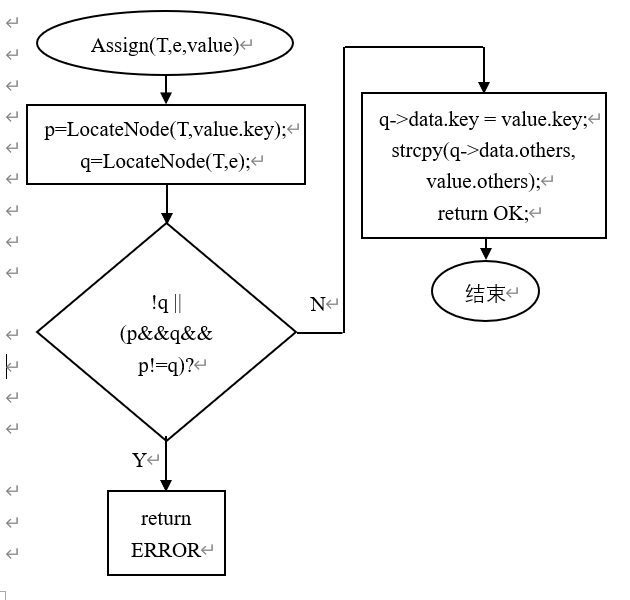 Assign(T,e,value)
p=LocateNode(T,value.key);
q=LocateNode(T,e);
!q ||
(p&&q&&
p!=q)?
Y
return
ERROR
N
q->data.key = value.key;
strcpy(q->data.others,
value.others);
return OK;
结束